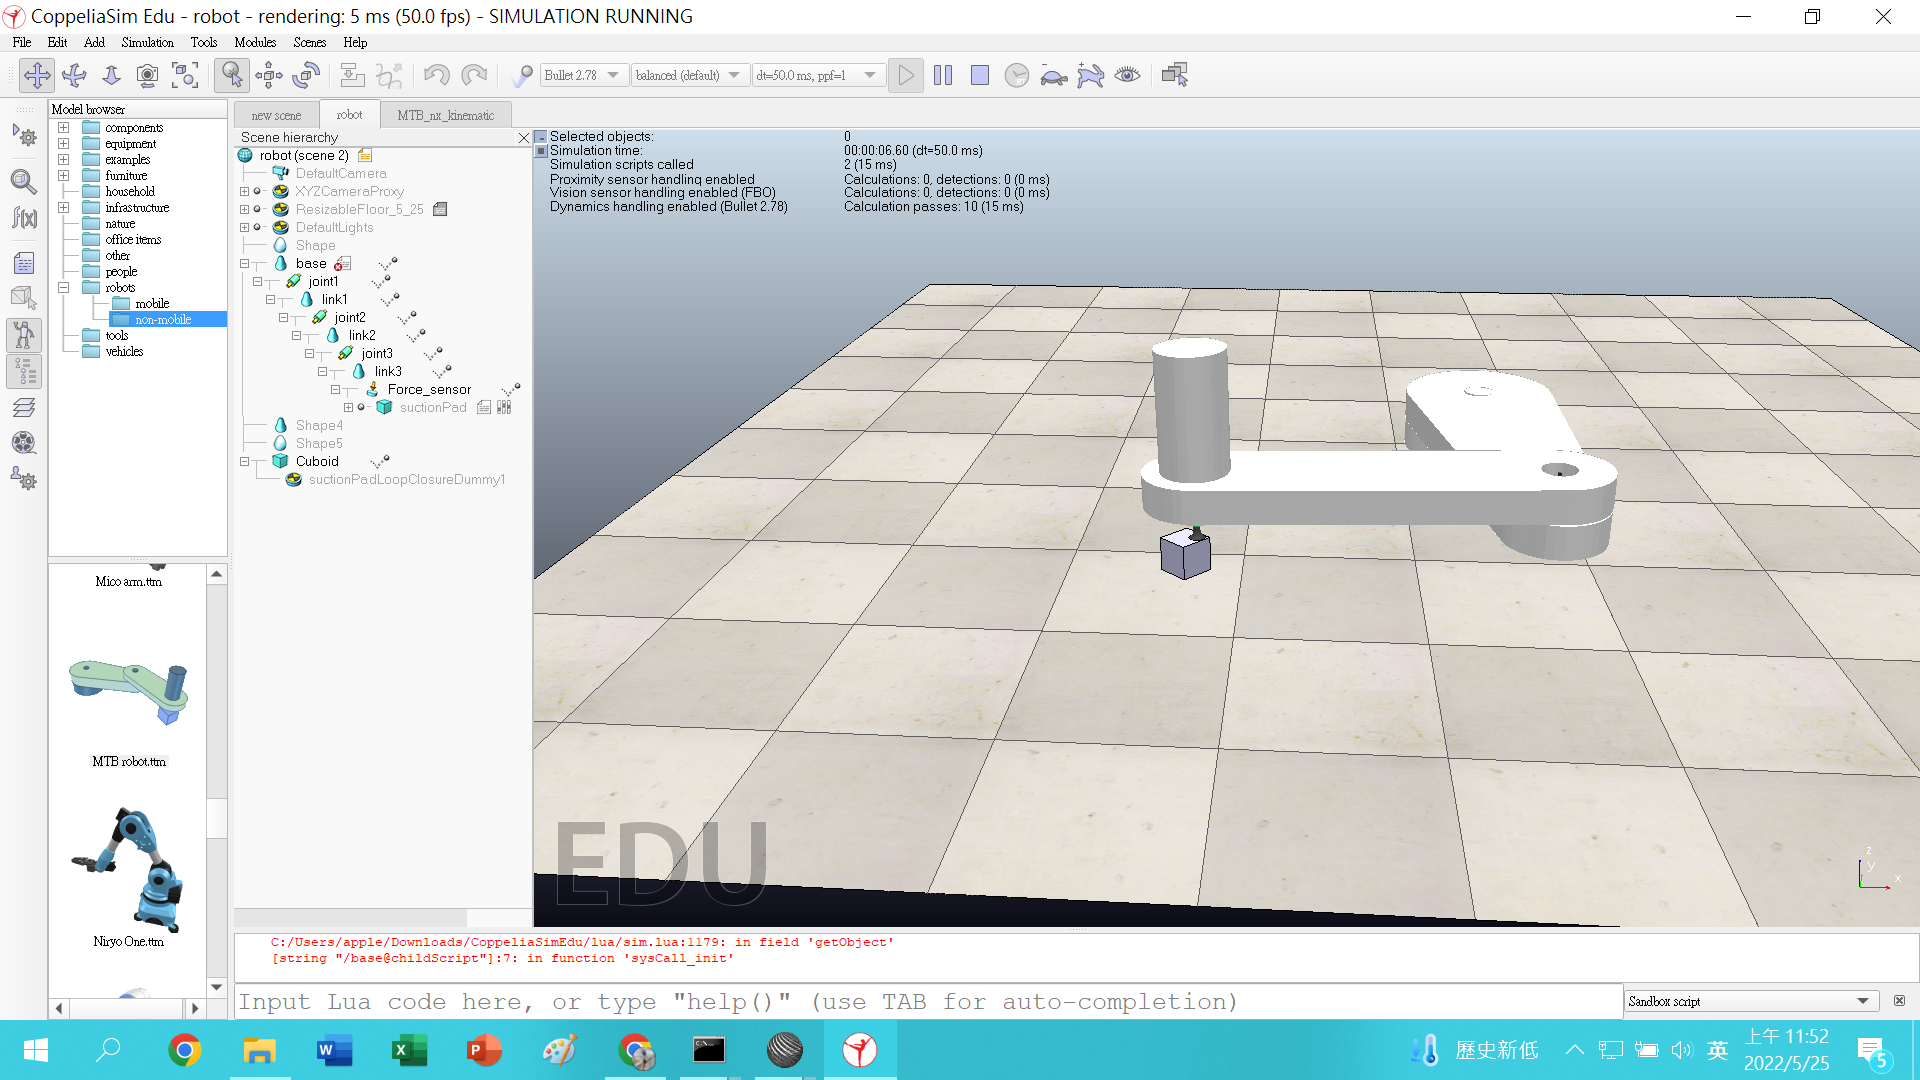 CoppeliaSim Edu - robot - rendering: 5 ms (50.0 fps) - SIMULATION RUNNING
File Edit Add Simulation Tools Modules Scenes Help
Bullet 2.78 balanced (default) dt=50.0 ms, ppf=1
Model browser
components
equipment
examples
furniture
household
infrastructure
nature
office items
other
people
robots
mobile
non-mobile
tools
vehicles
Mico arm.ttm
MTB robot.ttm
Niryo One.ttm
new scene robot MTB_nx_kinematic
Scene hierarchy
robot (scene 2)
DefaultCamera
XYZCameraProxy
ResizableFloor_5_25
DefaultLights
Shape
base
joint1
link1
joint2
link2
joint3
link3
Force_sensor
suctionPad
Shape4
Shape5
Cuboid
suctionPadLoopClosureDummy1
Selected objects: 0
Simulation time: 00:00:06.60 (dt=50.0 ms)
Simulation scripts called 2 (15 ms)
Proximity sensor handling enabled Calculations: 0, detections: 0 (0 ms)
Vision sensor handling enabled (FBO) Calculations: 0, detections: 0 (0 ms)
Dynamics handling enabled (Bullet 2.78) Calculation passes: 10 (15 ms)
EDU
z
y
x
C:/Users/apple/Downloads/CoppeliaSimEdu/lua/sim.lua:1179: in field 'getObject'
[string "/base@childScript"]:7: in function 'sysCall_init'
Input Lua code here, or type "help()" (use TAB for auto-completion)
Sandbox script
歷史新低
英
上午 11:52
2022/5/25
5